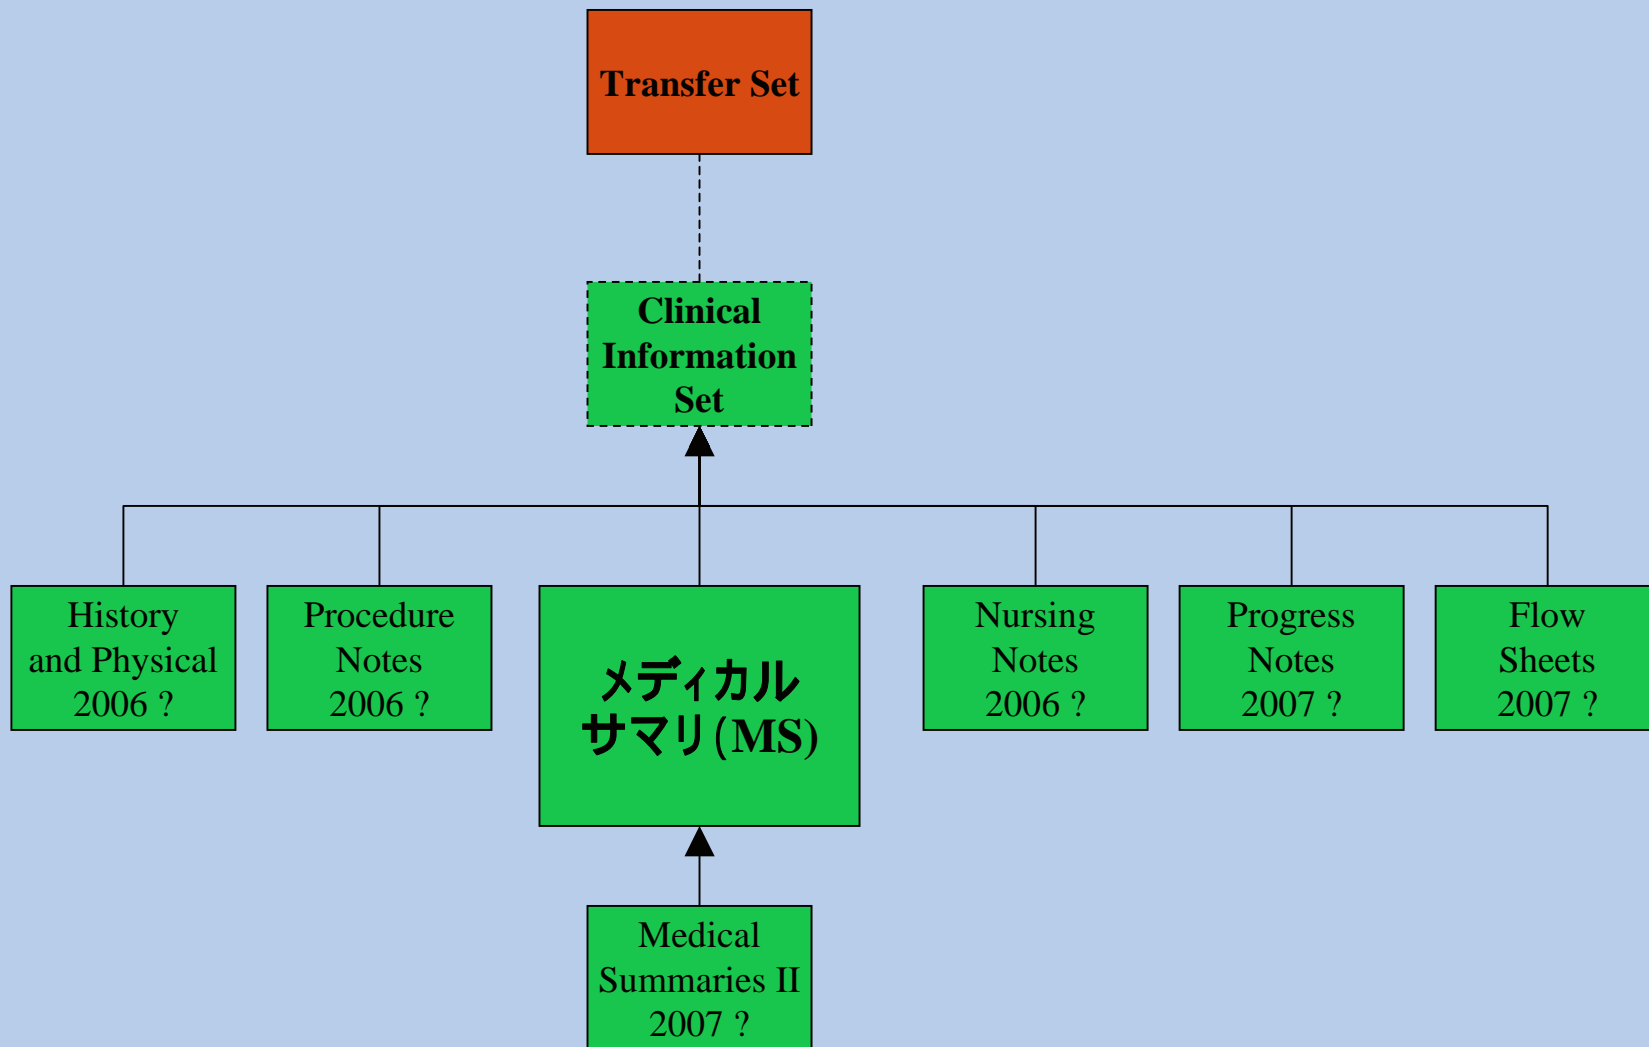 Transfer Set
Clinical
Information
Set
History
and Physical
2006 ?
Procedure
Notes
2006 ?
メディカル
サマリ(MS)
Nursing
Notes
2006 ?
Progress
Notes
2007 ?
Flow
Sheets
2007 ?
Medical
Summaries II
2007 ?